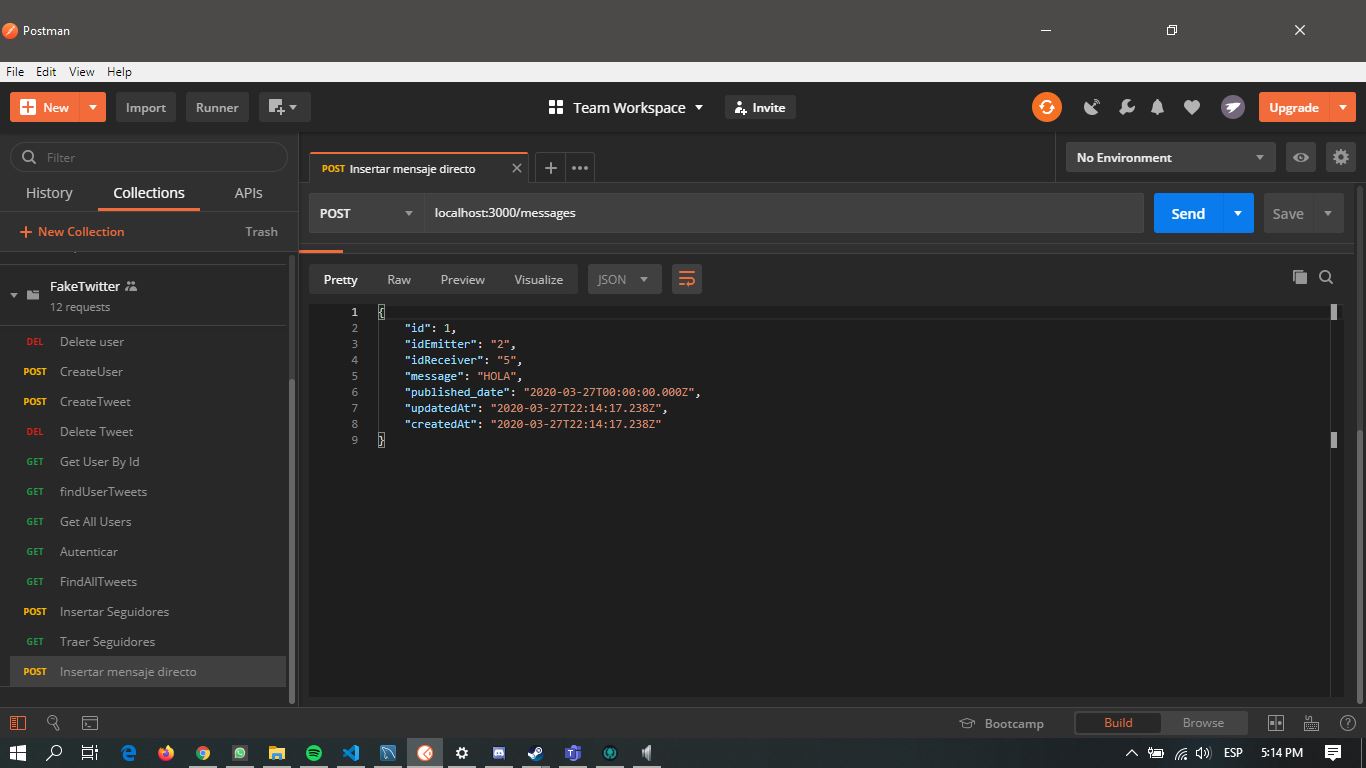 Postman
File Edit View Help
New Import Runner Team Workspace Invite Upgrade
Filter
History Collections APIs
New Collection Trash
FakeTwitter
12 requests
DEL Delete user
POST CreateUser
POST CreateTweet
DEL Delete Tweet
GET Get User By Id
GET findUserTweets
GET Get All Users
GET Autenticar
GET FindAllTweets
POST Insertar Seguidores
GET Traer Seguidores
POST Insertar mensaje directo
POST Insertar mensaje directo
No Environment
POST localhost:3000/messages Send Save
Pretty Raw Preview Visualize JSON
1 {
2 "id": 1,
3 "idEmitter": "2",
4 "idReceiver": "5",
5 "message": "HOLA",
6 "published_date": "2020-03-27T00:00:00.000Z",
7 "updatedAt": "2020-03-27T22:14:17.238Z",
8 "createdAt": "2020-03-27T22:14:17.238Z"
9 }
Bootcamp Build Browse
ESP 5:14 PM